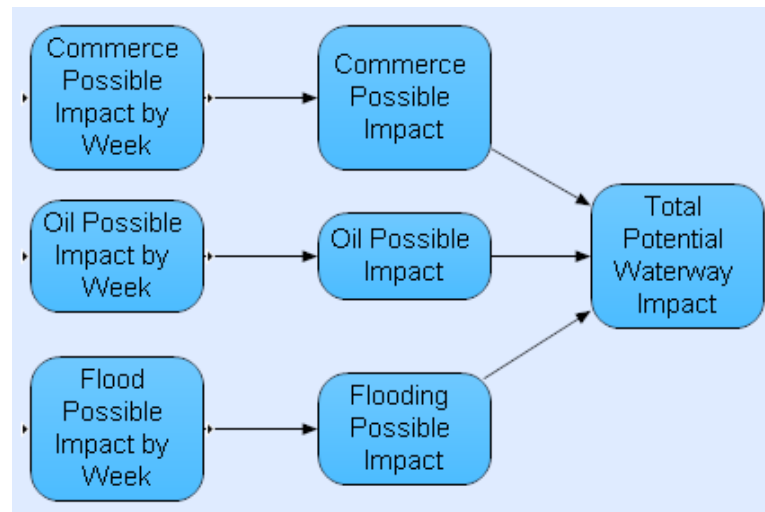 Commerce
Possible
Impact by
Week
Commerce
Possible
Impact
Oil Possible
Impact by
Week
Oil Possible
Impact
Total
Potential
Waterway
Impact
Flood
Possible
Impact by
Week
Flooding
Possible
Impact